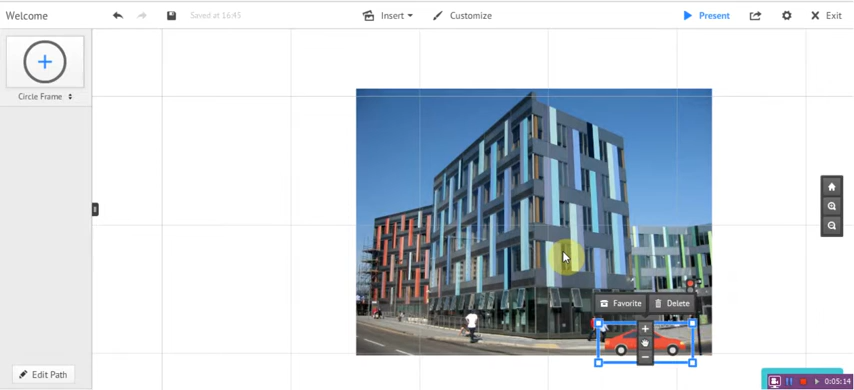 Welcome
Saved at 16:43
Insert
Customize
Present
Exit
Circle Frame
Favorite
Delete
Edit Path
0:05:14